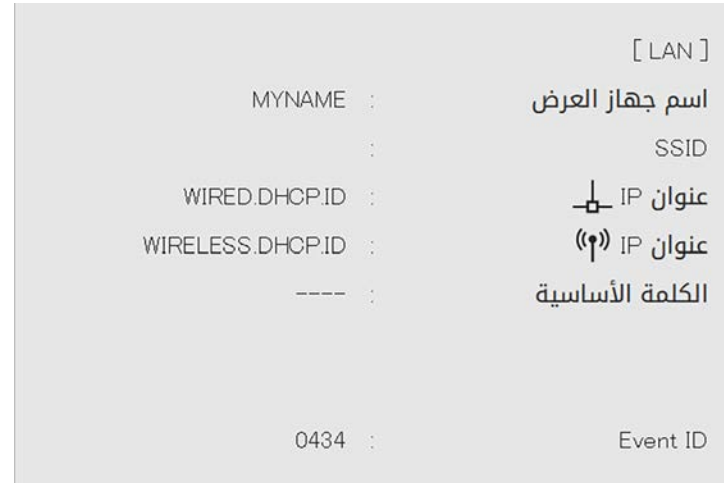 [ LAN ]
اسم جهاز العرض : MYNAME
SSID :
عنوان IP : WIRED.DHCP.ID
عنوان IP : WIRELESS.DHCP.ID
الكلمة الأساسية : ----
Event ID : 0434